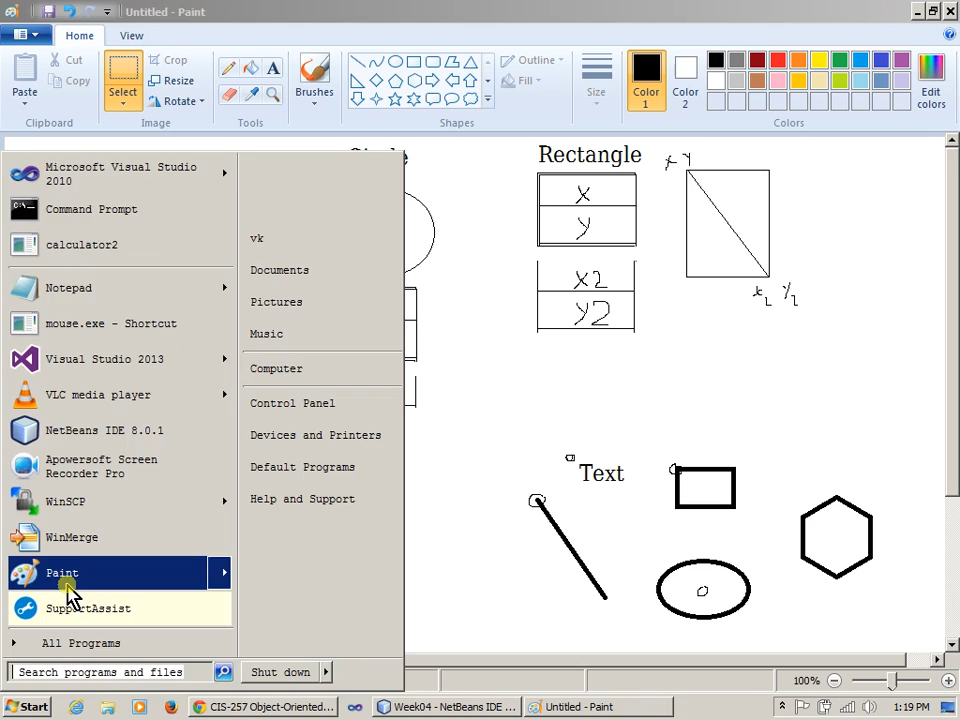 Untitled - Paint
Home
View
Paste
Cut
Copy
Clipboard
Select
Crop
Resize
Rotate
Image
Tools
Brushes
Outline
Fill
Shapes
Size
Color 1
Color 2
Edit colors
Colors
Microsoft Visual Studio 2010
Command Prompt
calculator2
Notepad
mouse.exe - Shortcut
Visual Studio 2013
VLC media player
NetBeans IDE 8.0.1
Apowersoft Screen Recorder Pro
WinSCP
WinMerge
Paint
SupportAssist
All Programs
Search programs and files
vk
Documents
Pictures
Music
Computer
Control Panel
Devices and Printers
Default Programs
Help and Support
Shut down
Rectangle
x
y
x2
y2
x y
x2 y2
Text
100%
Start
CIS-257 Object-Oriented...
Week04 - NetBeans IDE ...
Untitled - Paint
1:19 PM